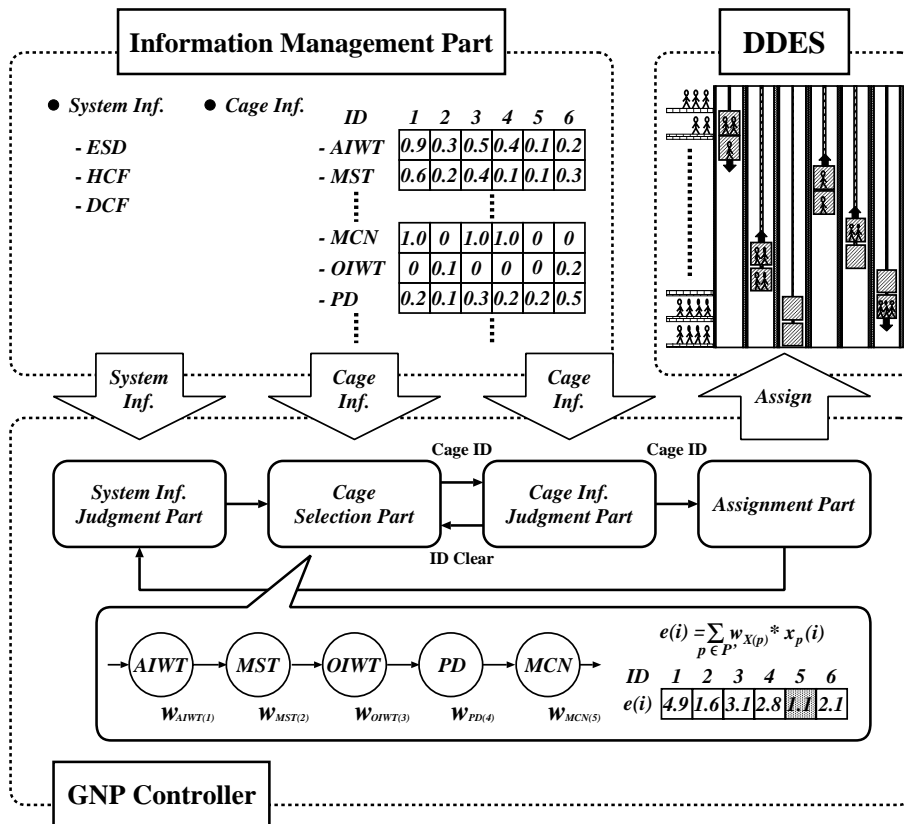 Information Management Part
DDES
● System Inf.
- ESD
- HCF
- DCF
● Cage Inf.
ID 1 2 3 4 5 6
- AIWT 0.9 0.3 0.5 0.4 0.1 0.2
- MST 0.6 0.2 0.4 0.1 0.1 0.3
- MCN 1.0 0 1.0 1.0 0 0
- OIWT 0 0.1 0 0 0 0.2
- PD 0.2 0.1 0.3 0.2 0.2 0.5
System
Inf.
Cage
Inf.
Cage
Inf.
Assign
System Inf.
Judgment Part
Cage
Selection Part
Cage ID
ID Clear
Cage Inf.
Judgment Part
Cage ID
Assignment Part
AIWT MST OIWT PD MCN
w_AIWT(1) w_MST(2) w_OIWT(3) w_PD(4) w_MCN(5)
e(i) = ∑ w_X(p) * x_p(i)
p ∈ P'
ID 1 2 3 4 5 6
e(i) 4.9 1.6 3.1 2.8 1.1 2.1
GNP Controller